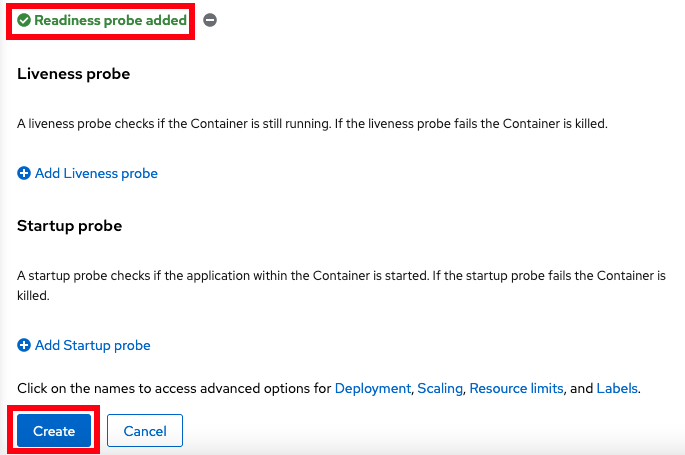 Readiness probe added
Liveness probe
A liveness probe checks if the Container is still running. If the liveness probe fails the Container is killed.
Add Liveness probe
Startup probe
A startup probe checks if the application within the Container is started. If the startup probe fails the Container is
killed.
Add Startup probe
Click on the names to access advanced options for Deployment, Scaling, Resource limits, and Labels.
Create Cancel